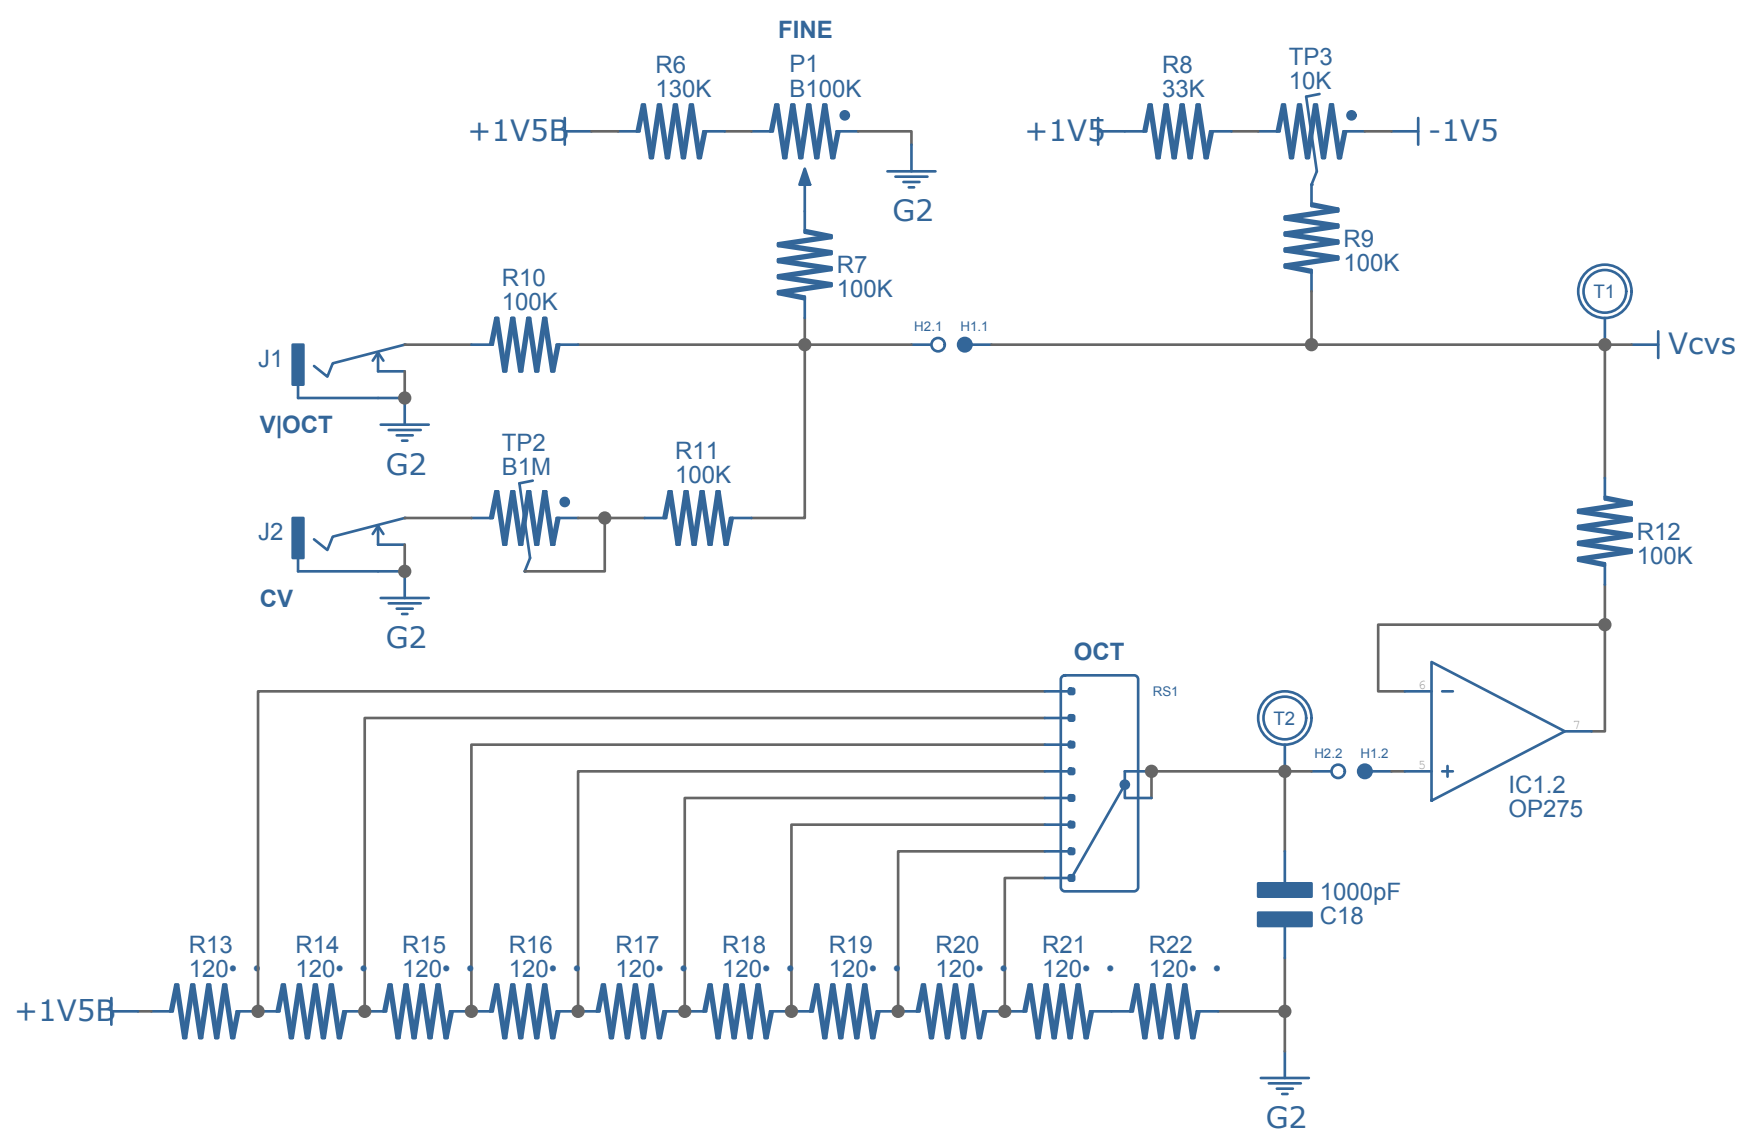 FINE
R6
130K
P1
B100K
+1V5B
G2
R7
100K
R8
33K
TP3
10K
+1V5
-1V5
R9
100K
T1
R10
100K
H2.1
H1.1
Vcvs
J1
V|OCT
G2
TP2
B1M
R11
100K
J2
CV
G2
R12
100K
OCT
RS1
T2
H2.2
H1.2
6
5
7
IC1.2
OP275
1000pF
C18
R13
120
R14
120
R15
120
R16
120
R17
120
R18
120
R19
120
R20
120
R21
120
R22
120
+1V5B
G2